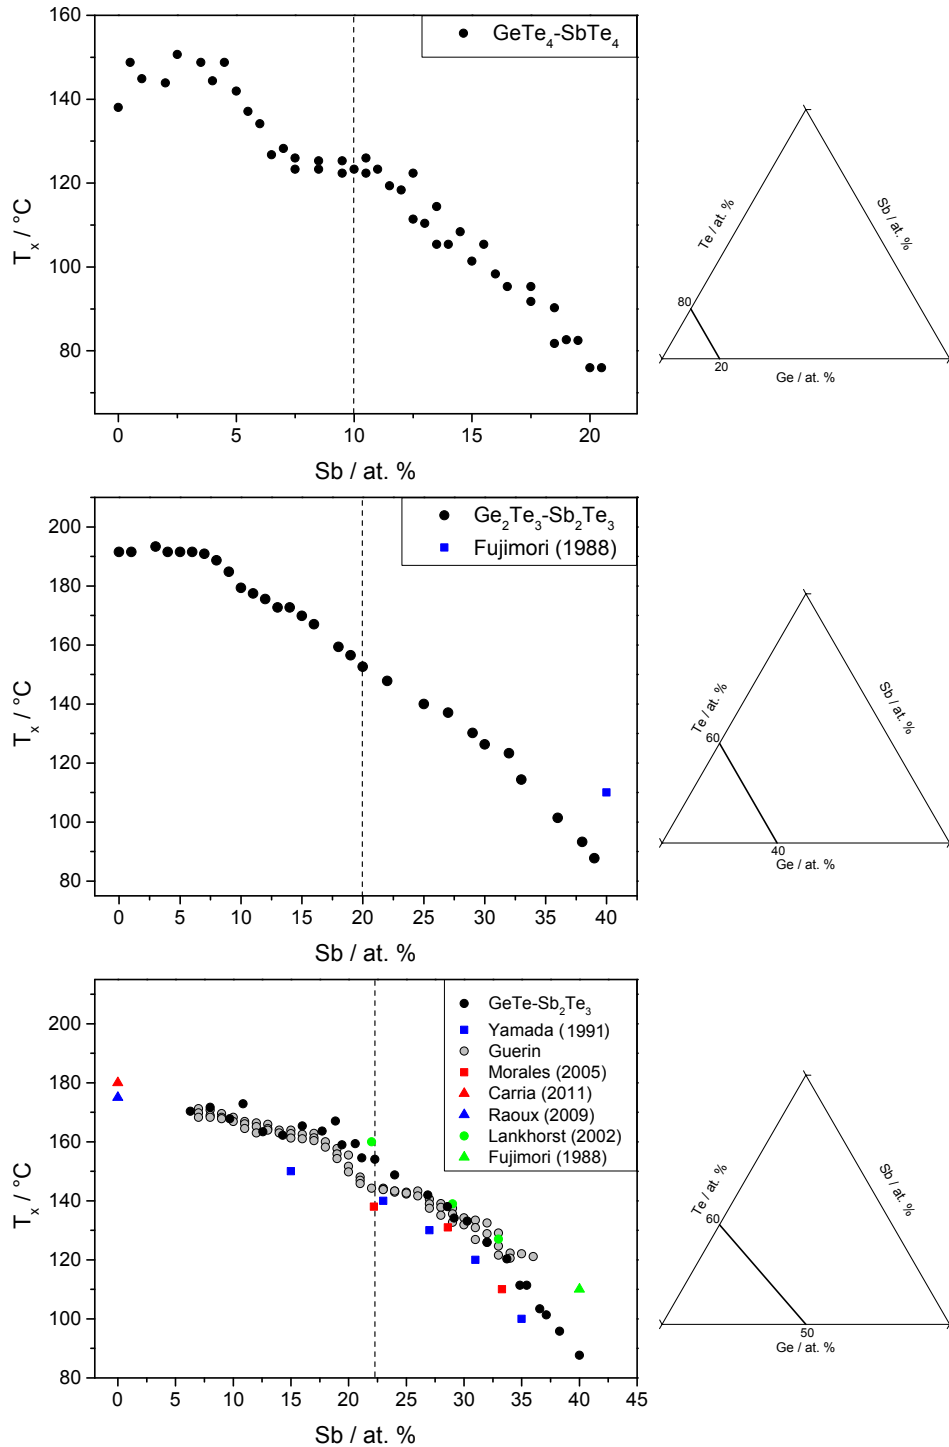 160
140
120
100
80
T_x / °C
GeTe₄-SbTe₄
0 5 10 15 20
Sb / at. %
Te / at. %
Sb / at. %
80
20
Ge / at. %
200
180
160
140
120
100
80
T_x / °C
Ge₂Te₃-Sb₂Te₃
Fujimori (1988)
0 5 10 15 20 25 30 35 40
Sb / at. %
Te / at. %
Sb / at. %
60
40
Ge / at. %
200
180
160
140
120
100
80
T_x / °C
GeTe-Sb₂Te₃
Yamada (1991)
Guerin
Morales (2005)
Carria (2011)
Raoux (2009)
Lankhorst (2002)
Fujimori (1988)
0 5 10 15 20 25 30 35 40 45
Sb / at. %
Te / at. %
Sb / at. %
60
50
Ge / at. %